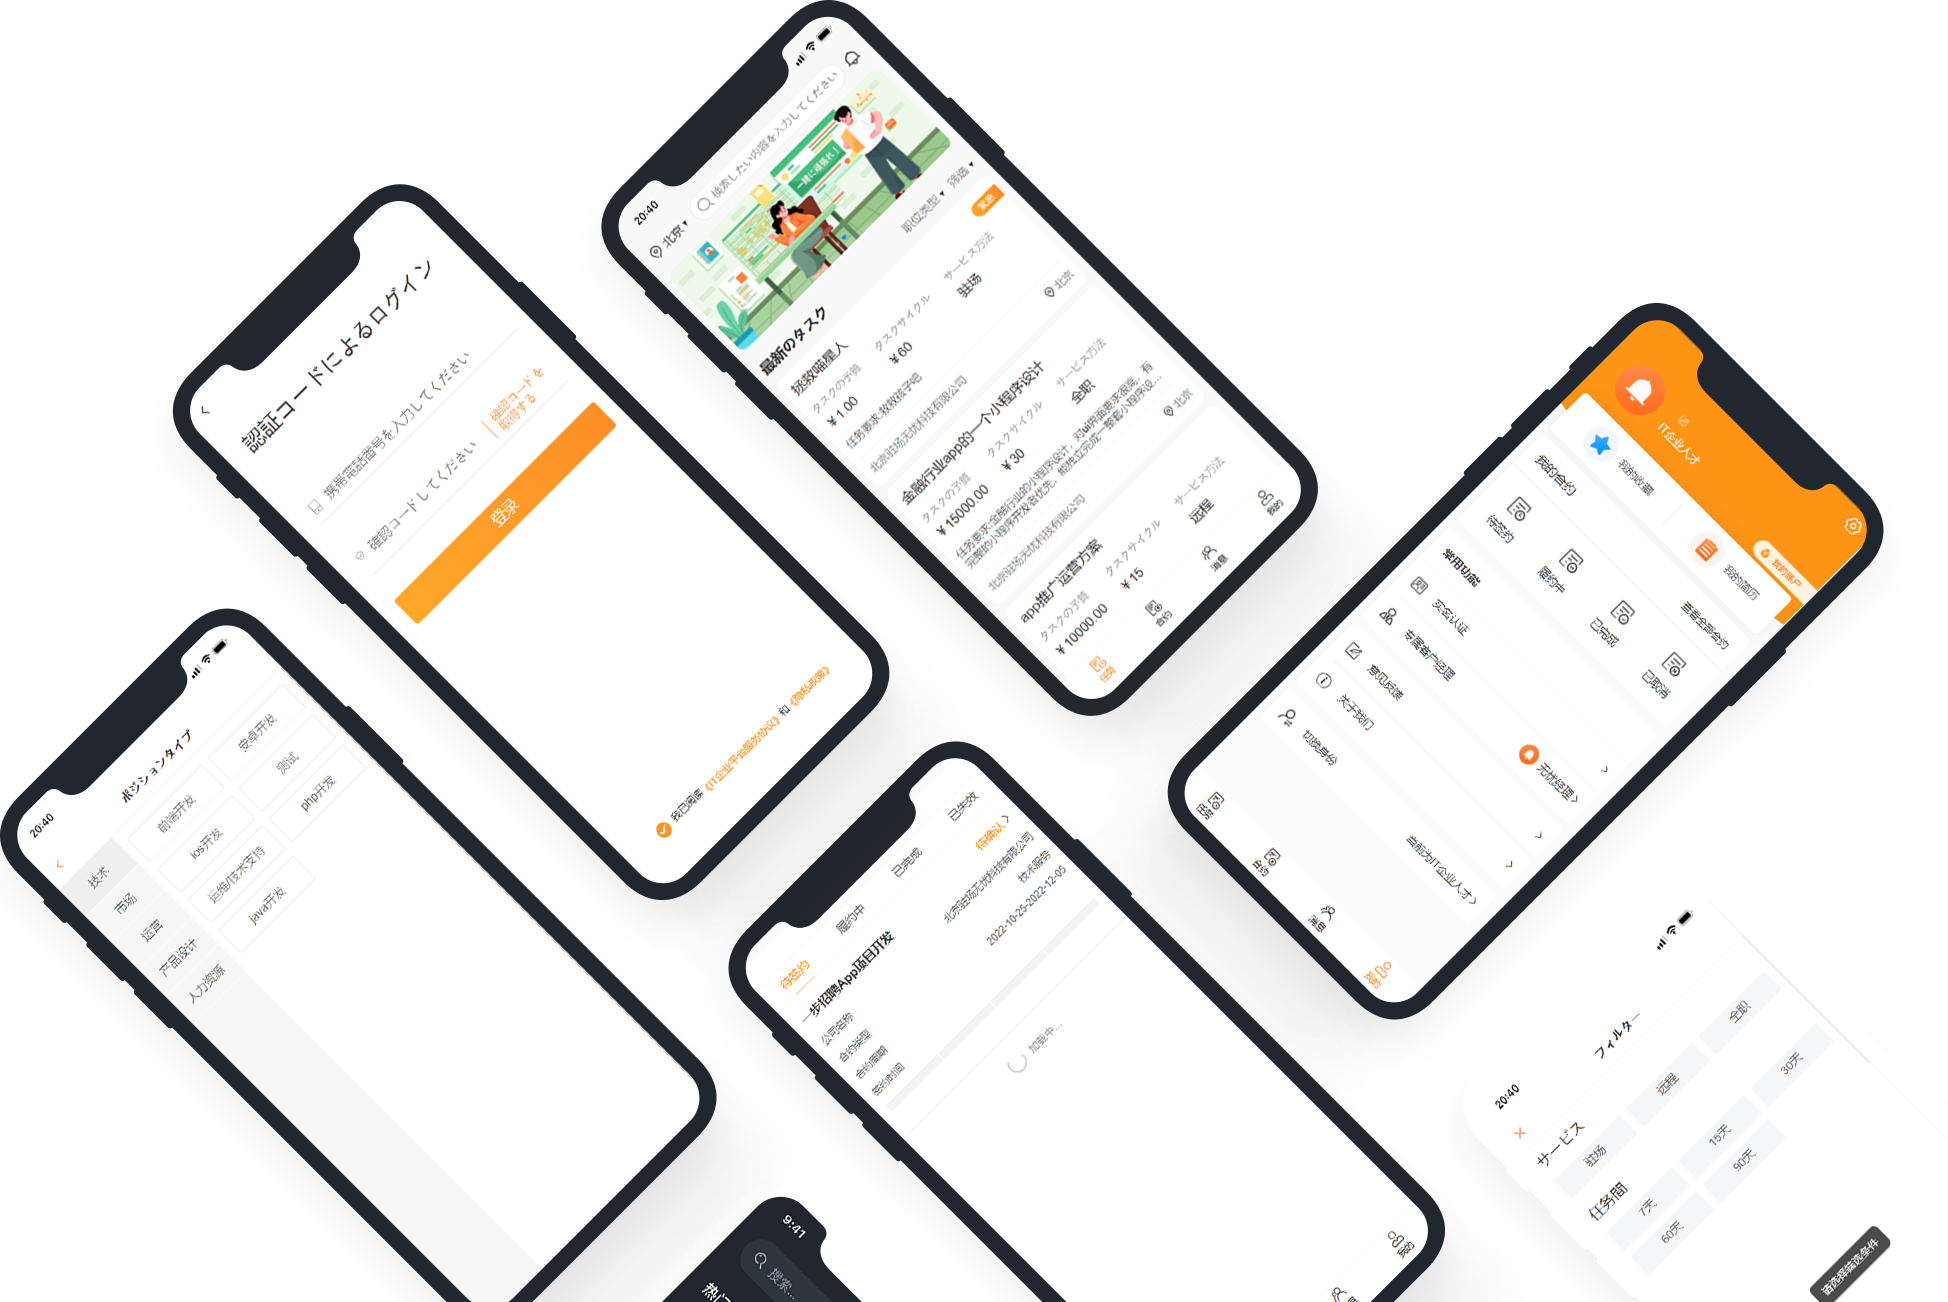 20:40
北京
検索したい内容を入力してください
一緒に頑張れ!
最新のタスク
职位类型
筛选
紧急
拯救喵星人
タスクの予算
タスクサイクル
サービス方法
¥1.00
¥60
驻场
任务要求:救救孩子吧
北京驻场无忧科技有限公司
北京
金融行业app的一个小程序设计
タスクの予算
タスクサイクル
サービス方法
¥15000.00
¥30
全职
任务要求:金融行业的小程序设计,对ui界面要求很高,有
完整的小程序开发者优先,能独立完成一整套小程序设...
北京驻场无忧科技有限公司
北京
app推广运营方案
タスクの予算
タスクサイクル
サービス方法
¥10000.00
¥15
远程
任务
合约
消息
我的
認証コードによるログイン
携帯電話番号を入力してください
確認コードしてください
確認コードを
取得する
登录
我已阅读
《IT企业平台服务协议》和《隐私政策》
20:40
ポジションタイプ
技术
市场
运营
产品设计
人力资源
前端开发
安卓开发
ios开发
测试
运维/技术支持
php开发
java开发
待签约
履约中
已完成
已失效
一步招聘App项目开发
待确认
公司名称
北京驻场无忧科技有限公司
合约类型
技术服务
合约周期
2022-10-25-2022-12-05
签约时间
加载中...
我的
IT企业人才
我的账户
我的收藏
我的简历
我的合约
查看全部合约
待签约
履约中
已完成
已取消
常用功能
实名认证
专属客户经理
无忧经理
意见反馈
关于我们
切换身份
当前为IT企业人才
任务
合约
消息
我的
20:40
フィルター
サービス
驻场
远程
全职
任务間
7天
15天
30天
60天
90天
请选择筛选条件
9:41
搜索...
热门